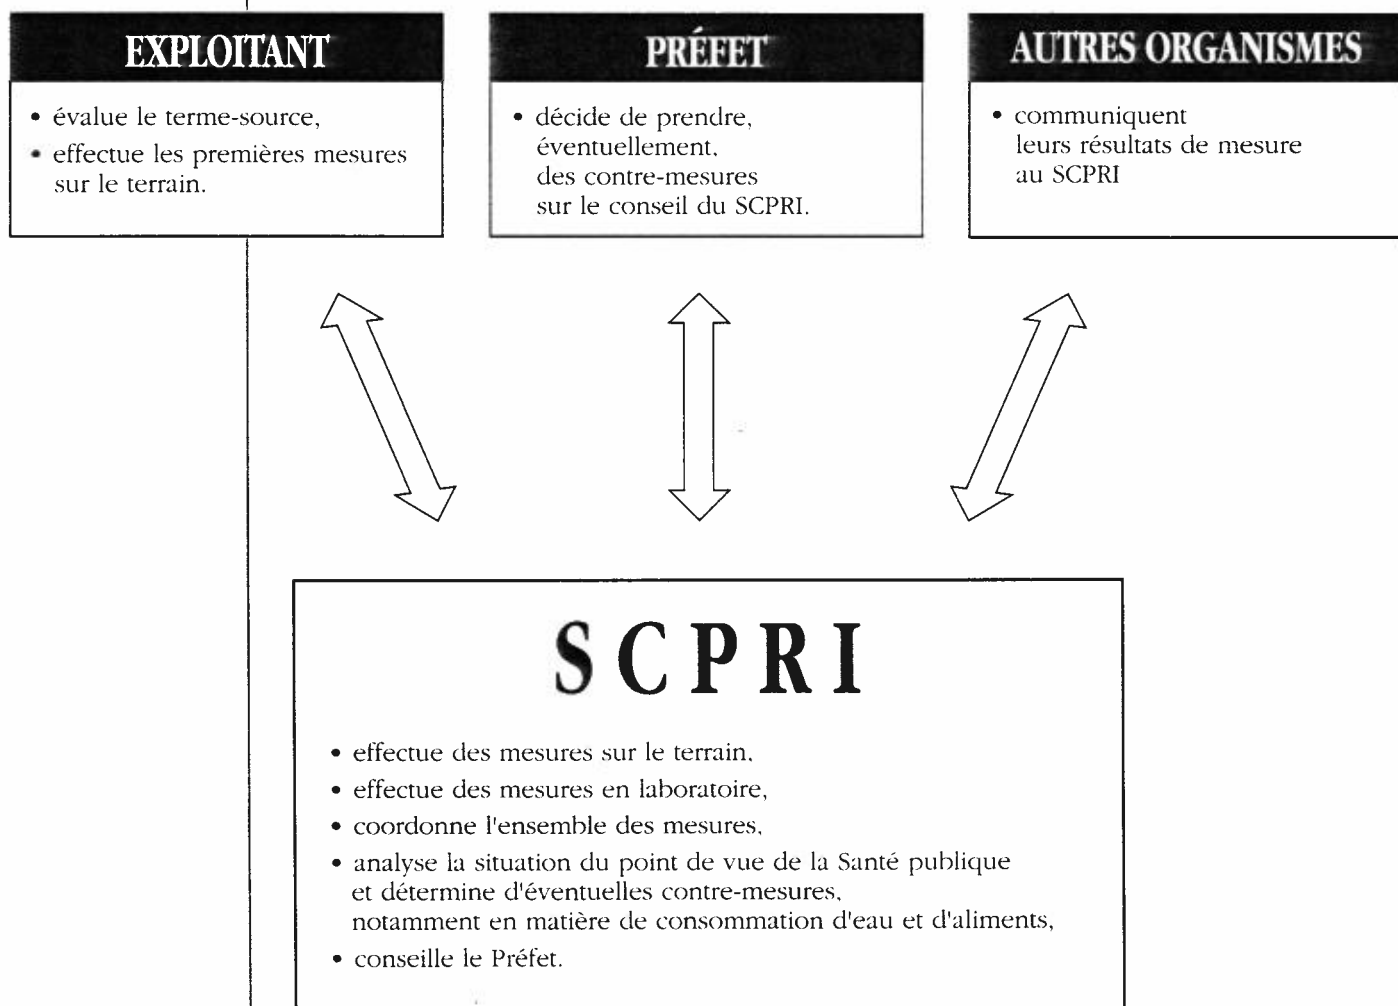 EXPLOITANT
• évalue le terme-source,
• effectue les premières mesures
sur le terrain.
PRÉFET
• décide de prendre,
éventuellement,
des contre-mesures
sur le conseil du SCPRI.
AUTRES ORGANISMES
• communiquent
leurs résultats de mesure
au SCPRI
SCPRI
• effectue des mesures sur le terrain,
• effectue des mesures en laboratoire,
• coordonne l'ensemble des mesures,
• analyse la situation du point de vue de la Santé publique
et détermine d'éventuelles contre-mesures,
notamment en matière de consommation d'eau et d'aliments,
• conseille le Préfet.